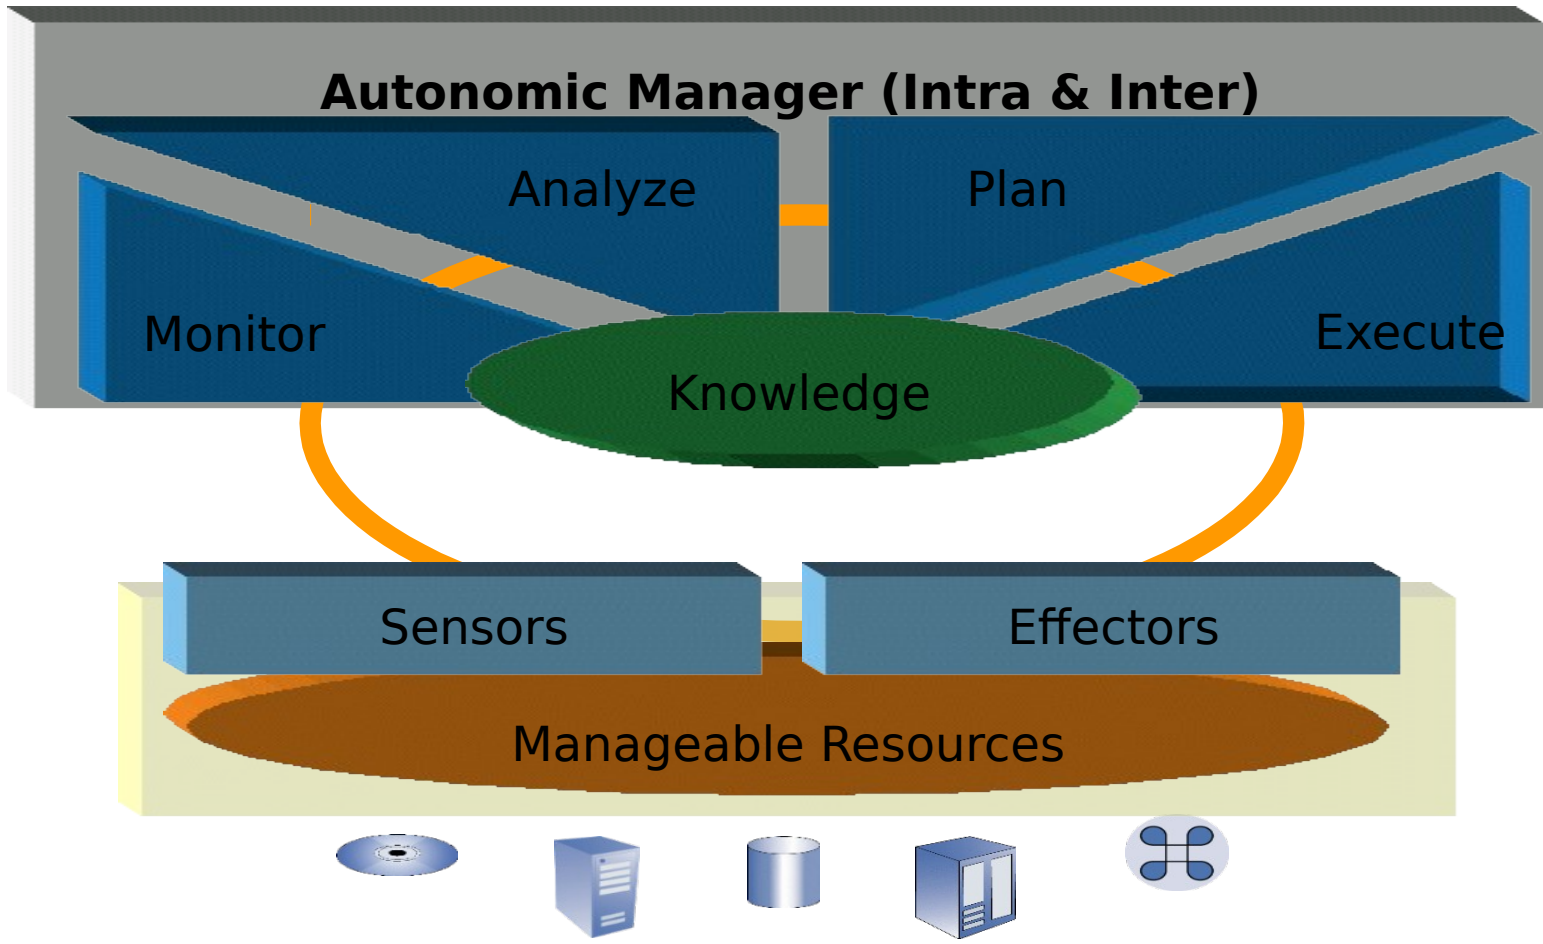 Autonomic Manager (Intra & Inter)
Analyze
Plan
Monitor
Execute
Knowledge
Sensors
Effectors
Manageable Resources